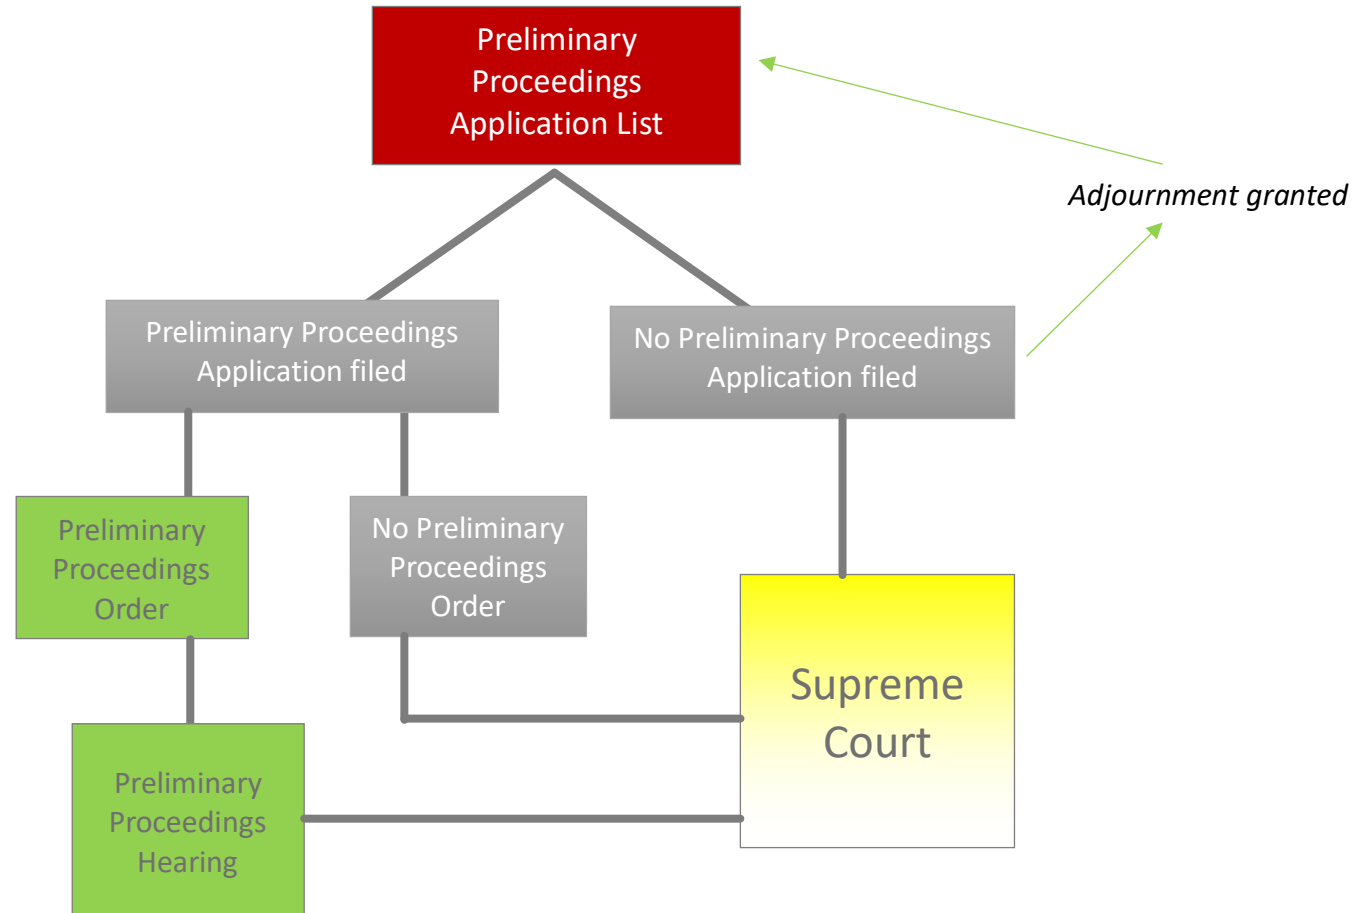 Preliminary
Proceedings
Application List
Adjournment granted
Preliminary Proceedings
Application filed
No Preliminary Proceedings
Application filed
Preliminary
Proceedings
Order
No Preliminary
Proceedings
Order
Supreme
Court
Preliminary
Proceedings
Hearing